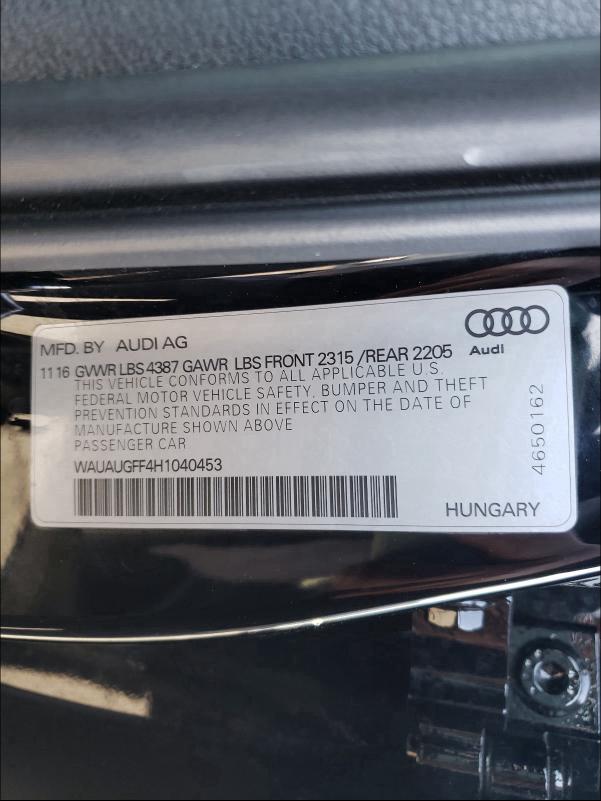 MFD. BY AUDI AG
Audi
11 16 GVWR LBS 4387 GAWR LBS FRONT 2315 /REAR 2205
THIS VEHICLE CONFORMS TO ALL APPLICABLE U.S.
FEDERAL MOTOR VEHICLE SAFETY, BUMPER AND THEFT
PREVENTION STANDARDS IN EFFECT ON THE DATE OF
MANUFACTURE SHOWN ABOVE
PASSENGER CAR
WAUAUGFF4H1040453
HUNGARY
4650162